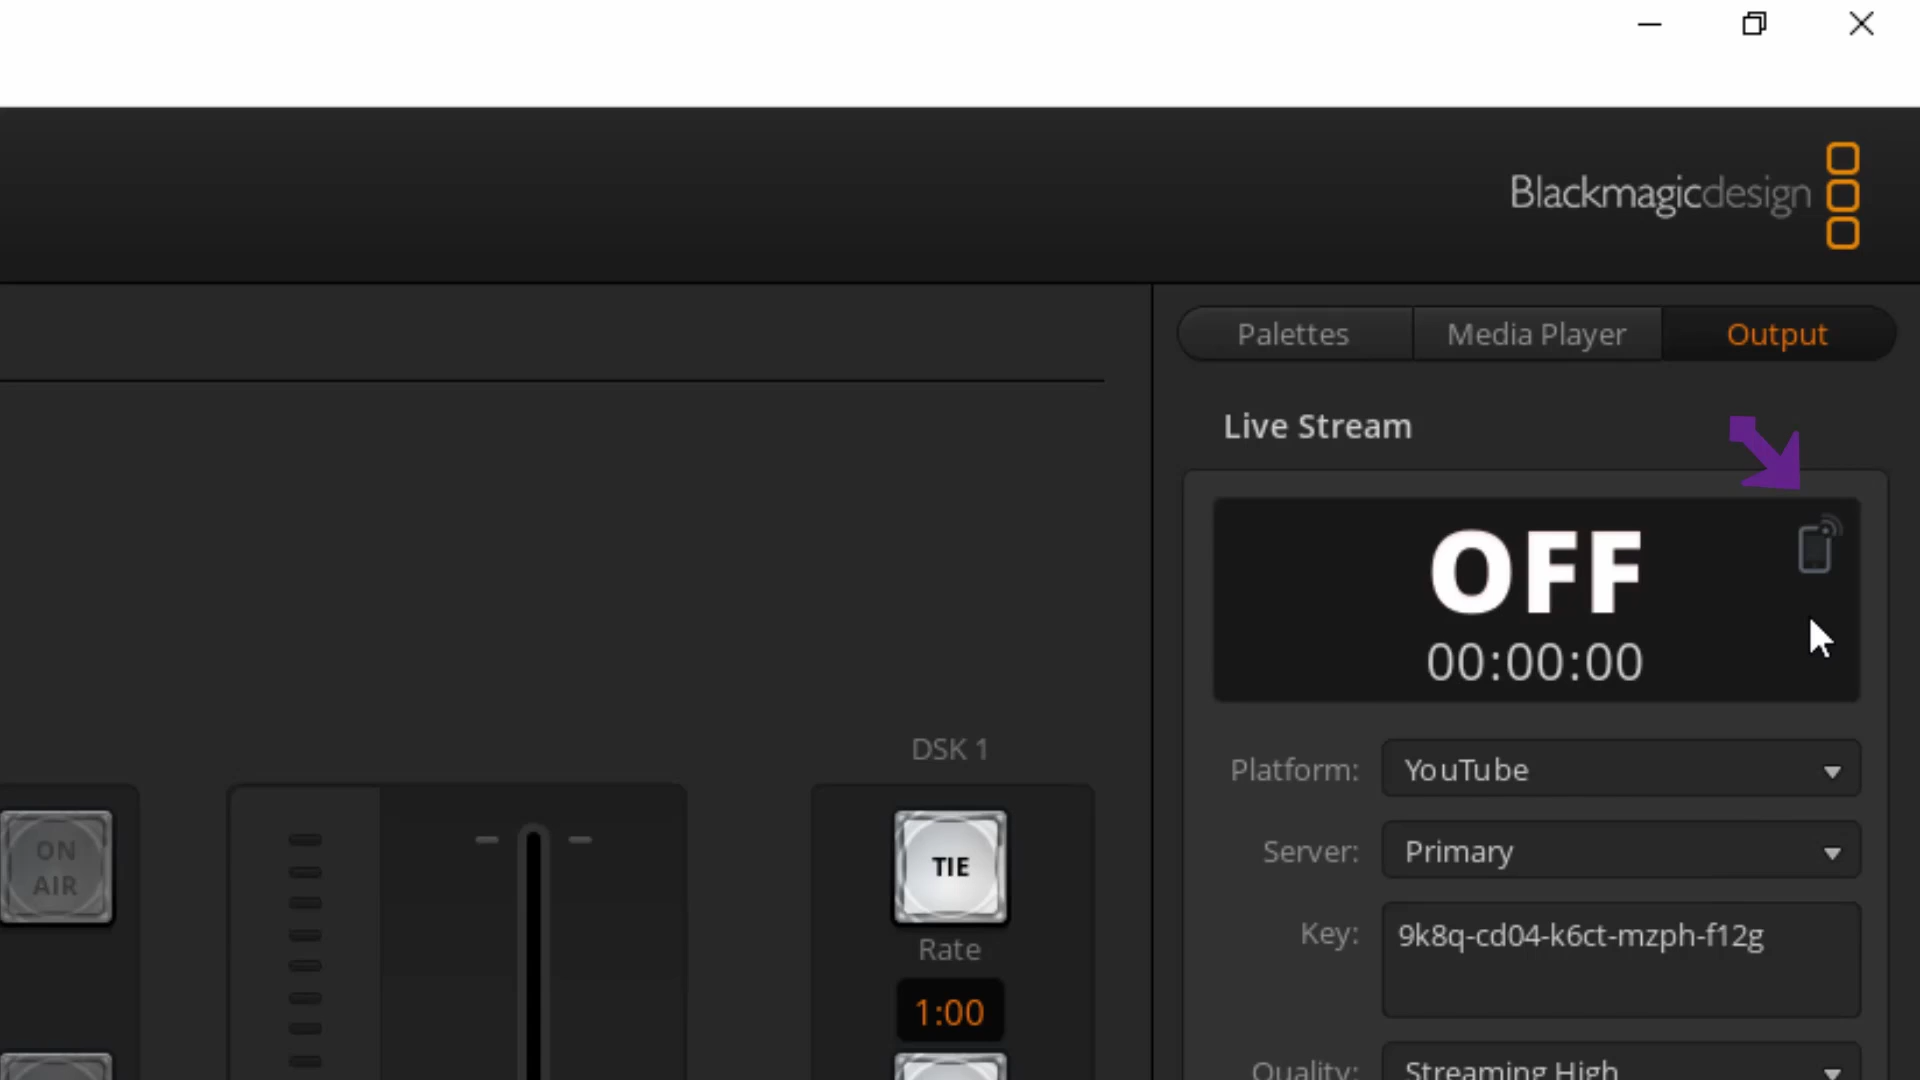 Blackmagicdesign
Palettes Media Player Output
Live Stream
OFF
00:00:00
DSK 1
Platform: YouTube
ON
AIR
TIE
Server: Primary
Key: 9k8q-cd04-k6ct-mzph-f12g
Rate
1:00
Quality: Streaming High